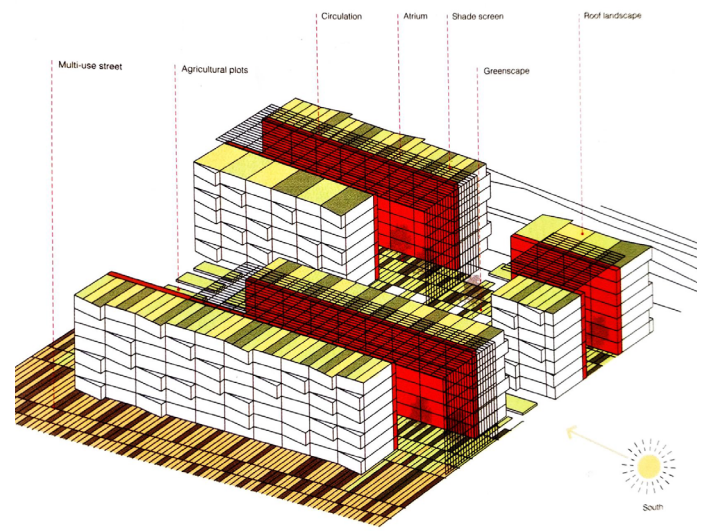 Circulation
Atrium
Shade screen
Roof landscape
Multi-use street
Agricultural plots
Greenscape
South